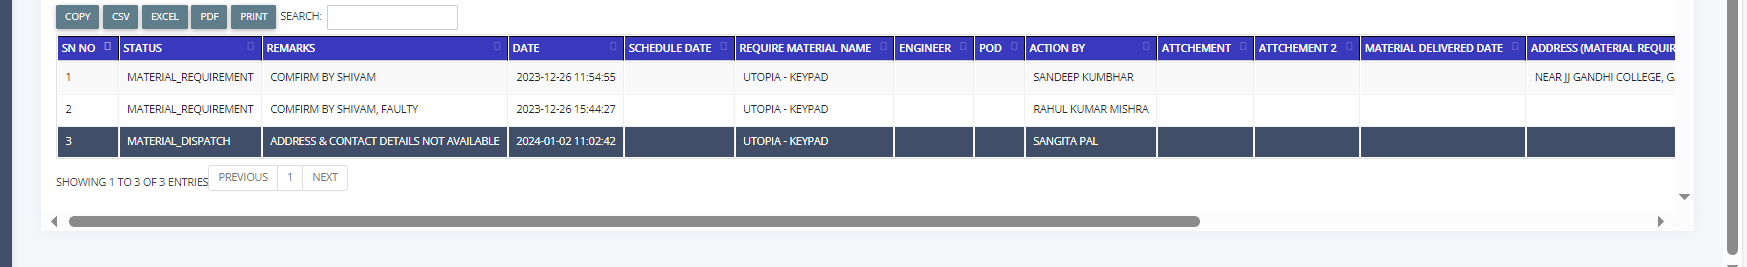 COPY CSV EXCEL PDF PRINT SEARCH:
SN NO STATUS REMARKS DATE SCHEDULE DATE REQUIRE MATERIAL NAME ENGINEER POD ACTION BY ATTCHEMENT ATTCHEMENT 2 MATERIAL DELIVERED DATE ADDRESS (MATERIAL REQUIR
1 MATERIAL_REQUIREMENT COMFIRM BY SHIVAM 2023-12-26 11:54:55 UTOPIA - KEYPAD SANDEEP KUMBHAR NEAR JJ GANDHI COLLEGE, G
2 MATERIAL_REQUIREMENT COMFIRM BY SHIVAM, FAULTY 2023-12-26 15:44:27 UTOPIA - KEYPAD RAHUL KUMAR MISHRA
3 MATERIAL_DISPATCH ADDRESS & CONTACT DETAILS NOT AVAILABLE 2024-01-02 11:02:42 UTOPIA - KEYPAD SANGITA PAL
SHOWING 1 TO 3 OF 3 ENTRIES PREVIOUS 1 NEXT